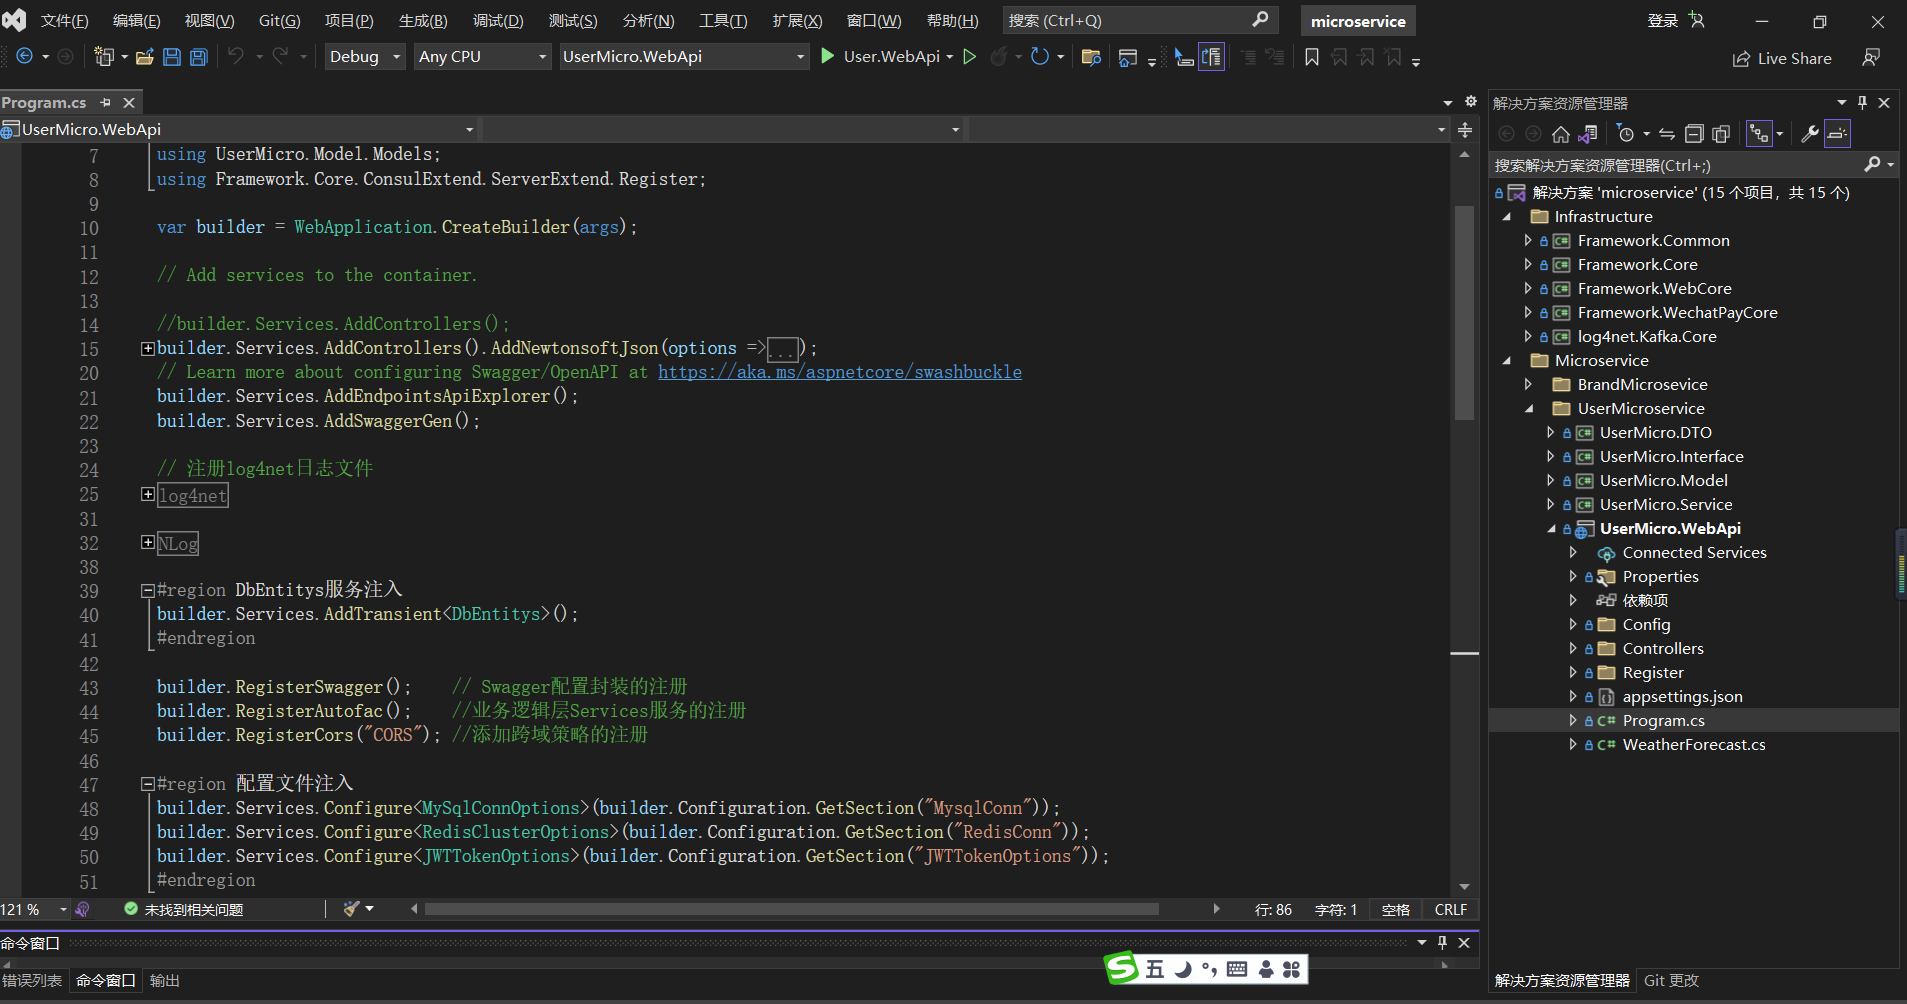 文件(F) 编辑(E) 视图(V) Git(G) 项目(P) 生成(B) 调试(D) 测试(S) 分析(N) 工具(T) 扩展(X) 窗口(W) 帮助(H) 搜索 (Ctrl+Q) microservice 登录
Debug Any CPU UserMicro.WebApi User.WebApi Live Share
Program.cs
UserMicro.WebApi
7 using UserMicro.Model.Models;
8 using Framework.Core.ConsulExtend.ServerExtend.Register;
9
10 var builder = WebApplication.CreateBuilder(args);
11
12 // Add services to the container.
13
14 //builder.Services.AddControllers();
15 builder.Services.AddControllers().AddNewtonsoftJson(options =>...);
20 // Learn more about configuring Swagger/OpenAPI at https://aka.ms/aspnetcore/swashbuckle
21 builder.Services.AddEndpointsApiExplorer();
22 builder.Services.AddSwaggerGen();
23
24 // 注册log4net日志文件
25 log4net
31
32 NLog
38
39 #region DbEntitys服务注入
40 builder.Services.AddTransient<DbEntitys>();
41 #endregion
42
43 builder.RegisterSwagger(); // Swagger配置封装的注册
44 builder.RegisterAutofac(); //业务逻辑层Services服务的注册
45 builder.RegisterCors("CORS"); //添加跨域策略的注册
46
47 #region 配置文件注入
48 builder.Services.Configure<MySqlConnOptions>(builder.Configuration.GetSection("MysqlConn"));
49 builder.Services.Configure<RedisClusterOptions>(builder.Configuration.GetSection("RedisConn"));
50 builder.Services.Configure<JWTTokenOptions>(builder.Configuration.GetSection("JWTTokenOptions"));
51 #endregion
121 % 未找到相关问题 行: 86 字符: 1 空格 CRLF
命令窗口
错误列表 命令窗口 输出
S 五
解决方案资源管理器
搜索解决方案资源管理器(Ctrl+;)
解决方案 'microservice' (15 个项目，共 15 个)
Infrastructure
Framework.Common
Framework.Core
Framework.WebCore
Framework.WechatPayCore
log4net.Kafka.Core
Microservice
BrandMicrosevice
UserMicroservice
UserMicro.DTO
UserMicro.Interface
UserMicro.Model
UserMicro.Service
UserMicro.WebApi
Connected Services
Properties
依赖项
Config
Controllers
Register
appsettings.json
C# Program.cs
C# WeatherForecast.cs
解决方案资源管理器 Git 更改